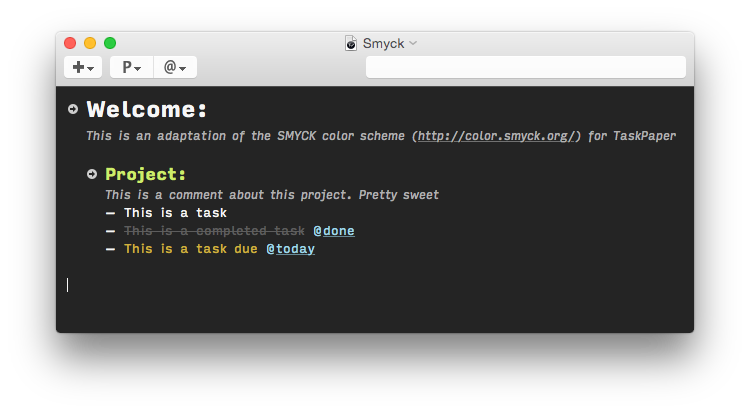 Smyck
P
@
Welcome:
This is an adaptation of the SMYCK color scheme (http://color.smyck.org/) for TaskPaper
Project:
This is a comment about this project. Pretty sweet
– This is a task
– This is a completed task @done
– This is a task due @today